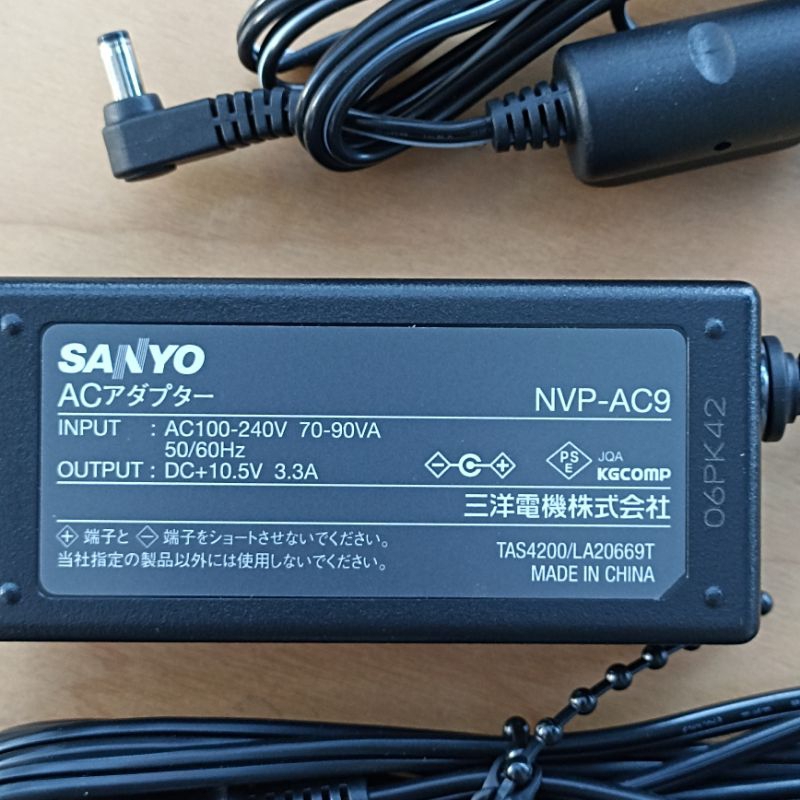 SANYO
ACアダプター
NVP-AC9
INPUT : AC100-240V 70-90VA
50/60Hz
OUTPUT : DC+10.5V 3.3A
PS
E
JQA
KGCOMP
三洋電機株式会社
端子と 端子をショートさせないでください。
当社指定の製品以外には使用しないでください。
TAS4200/LA20669T
MADE IN CHINA
06PK42